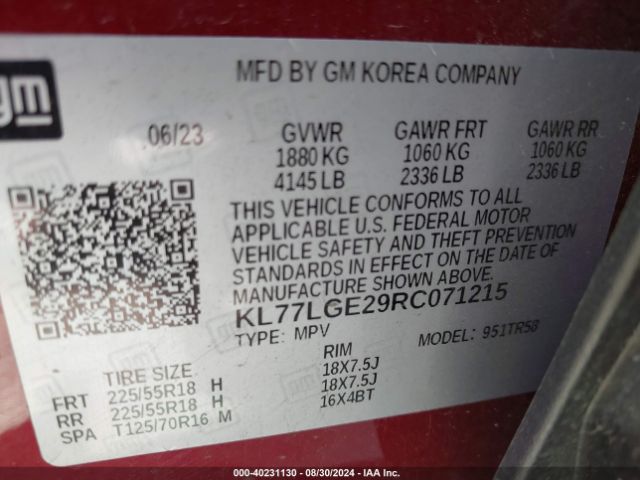 gm
MFD BY GM KOREA COMPANY
06/23 GVWR GAWR FRT GAWR RR
1880 KG 1060 KG 1060 KG
4145 LB 2336 LB 2336 LB
THIS VEHICLE CONFORMS TO ALL
APPLICABLE U.S. FEDERAL MOTOR
VEHICLE SAFETY AND THEFT PREVENTION
STANDARDS IN EFFECT ON THE DATE OF
MANUFACTURE SHOWN ABOVE.
KL77LGE29RC071215
TYPE: MPV MODEL: 951TR58
TIRE SIZE RIM
FRT 225/55R18 H 18X7.5J
RR 225/55R18 H 18X7.5J
SPA T125/70R16 M 16X4BT
000-40231130 - 08/30/2024 - IAA Inc.